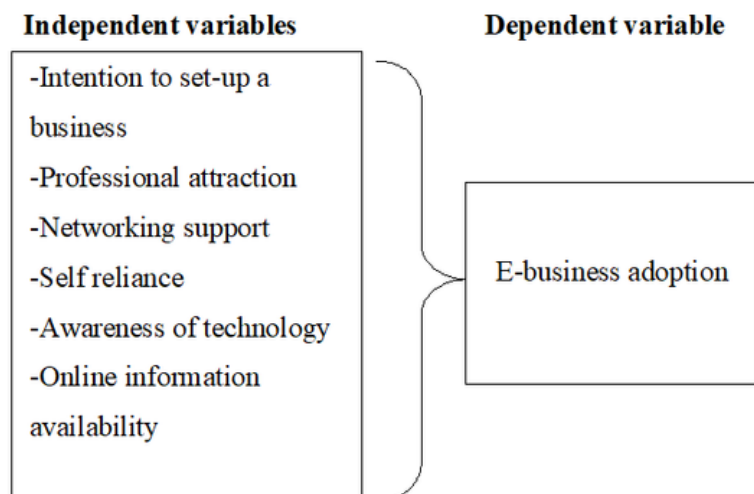 Independent variables
Dependent variable
-Intention to set-up a
business
-Professional attraction
-Networking support
-Self reliance
-Awareness of technology
-Online information
availability
E-business adoption